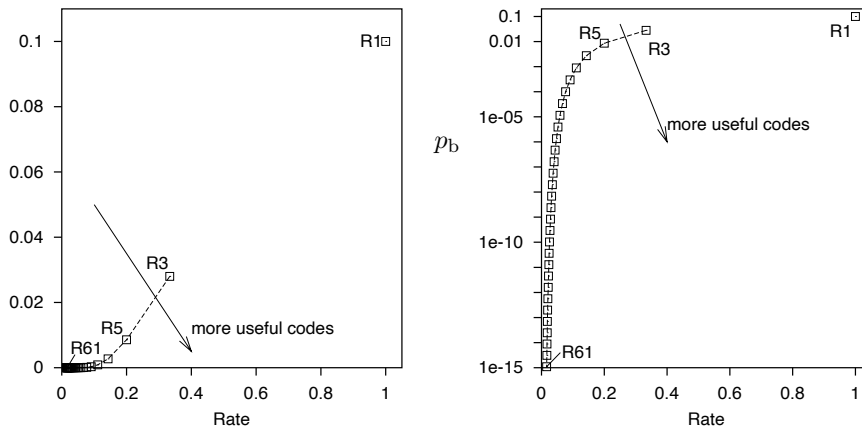 0.1
R1
0.08
0.06
0.04
R3
0.02
R5
more useful codes
R61
0
0 0.2 0.4 0.6 0.8 1
Rate
p_b
0.1
R5
R1
0.01
R3
1e-05
more useful codes
1e-10
R61
1e-15
0 0.2 0.4 0.6 0.8 1
Rate